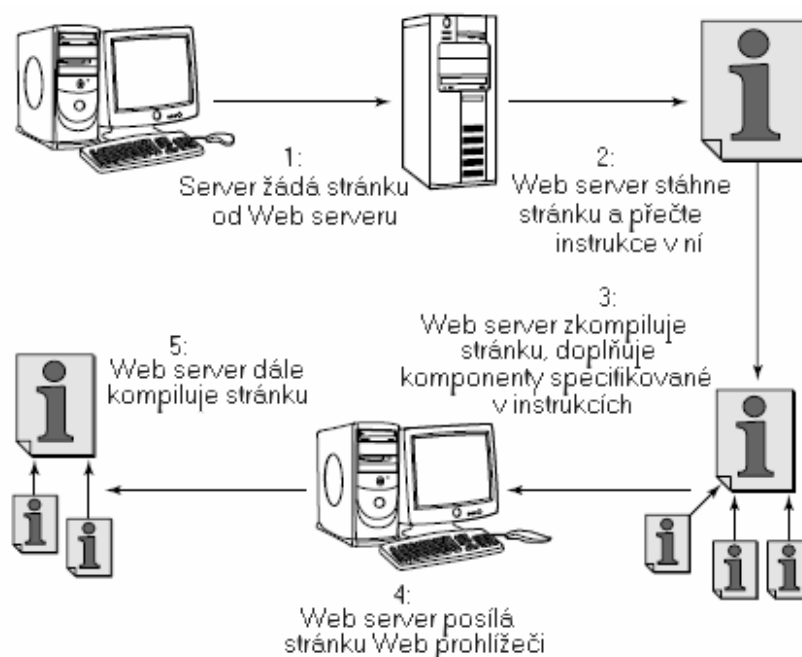 1:
Server žádá stránku
od Web serveru
2:
Web server stáhne
stránku a přečte
instrukce v ní
3:
Web server zkompiluje
stránku, doplňuje
komponenty specifikované
v instrukcích
4:
Web server posílá
stránku Web prohlížeči
5:
Web server dále
kompiluje stránku